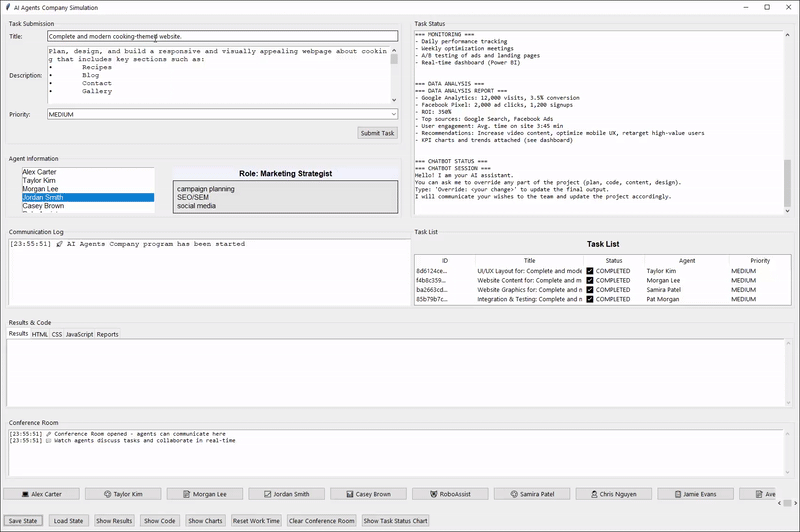 AI Agents Company Simulation
Task Submission
Title:
Complete and modern cooking-themed website.
Description:
Plan, design, and build a responsive and visually appealing webpage about cookin
g that includes key sections such as:
• Recipes
• Blog
• Contact
• Gallery
Priority:
MEDIUM
Submit Task
Agent Information
Alex Carter
Taylor Kim
Morgan Lee
Jordan Smith
Casey Brown
Role: Marketing Strategist
campaign planning
SEO/SEM
social media
Communication Log
[23:55:51] AI Agents Company program has been started
Task Status
=== MONITORING ===
- Daily performance tracking
- Weekly optimization meetings
- A/B testing of ads and landing pages
- Real-time dashboard (Power BI)
=== DATA ANALYSIS ===
=== DATA ANALYSIS REPORT ===
- Google Analytics: 12,000 visits, 3.5% conversion
- Facebook Pixel: 2,000 ad clicks, 1,200 signups
- ROI: 350%
- Top sources: Google Search, Facebook Ads
- User engagement: Avg. time on site 3:45 min
- Recommendations: Increase video content, optimize mobile UX, retarget high-value users
- KPI charts and trends attached (see dashboard)
=== CHATBOT STATUS ===
=== CHATBOT SESSION ===
Hello! I am your AI assistant.
You can ask me to override any part of the project (plan, code, content, design).
Type: 'Override: <your change>' to update the final output.
I will communicate your wishes to the team and update the project accordingly.
Task List
Task List
ID Title Status Agent Priority
8d6124ce... UI/UX Layout for: Complete and mode COMPLETED Taylor Kim MEDIUM
f4b8c359... Website Content for: Complete and m COMPLETED Morgan Lee MEDIUM
ba2663cd... Website Graphics for: Complete and n COMPLETED Samira Patel MEDIUM
85b79b7c... Integration & Testing: Complete and n COMPLETED Pat Morgan MEDIUM
Results & Code
Results HTML CSS JavaScript Reports
Conference Room
[23:55:51] Conference Room opened - agents can communicate here
[23:55:51] Watch agents discuss tasks and collaborate in real-time
Alex Carter Taylor Kim Morgan Lee Jordan Smith Casey Brown RoboAssist Samira Patel Chris Nguyen Jamie Evans Ave
Save State Load State Show Results Show Code Show Charts Reset Work Time Clear Conference Room Show Task Status Chart